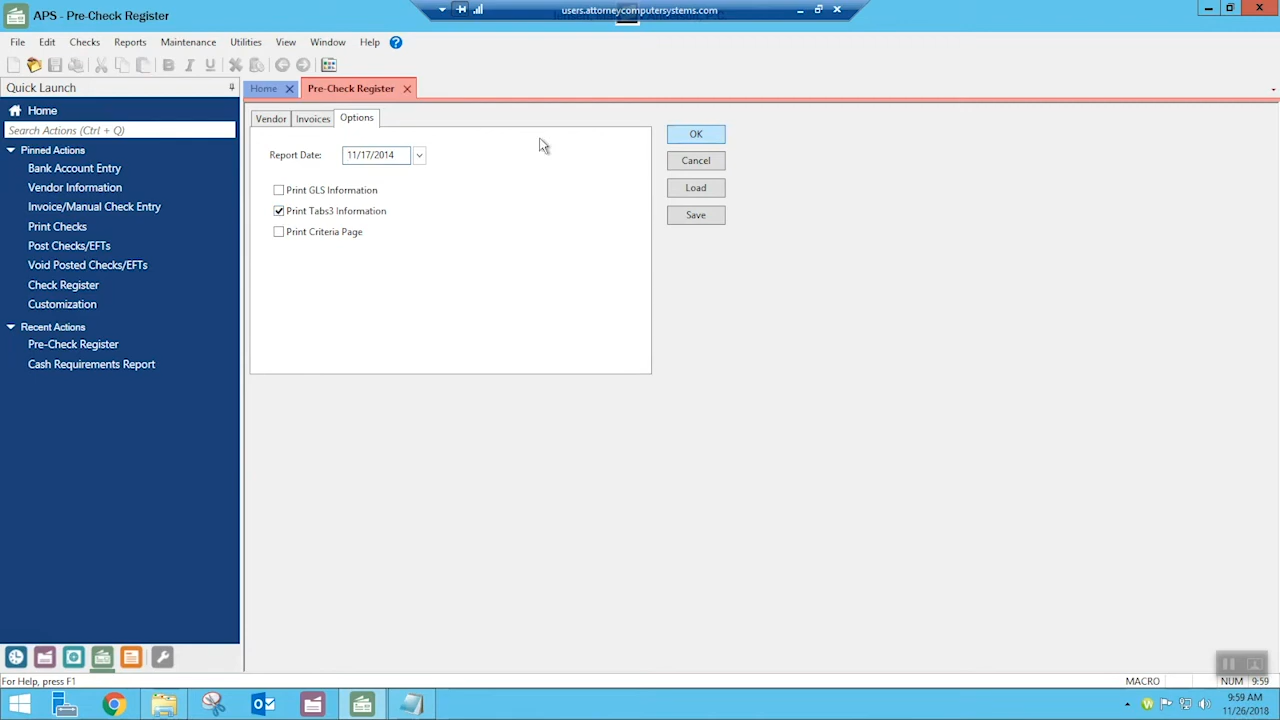 APS - Pre-Check Register
users.attorneycomputersystems.com
File Edit Checks Reports Maintenance Utilities View Window Help
Quick Launch
Home Pre-Check Register
Home
Search Actions (Ctrl + Q)
Pinned Actions
Bank Account Entry
Vendor Information
Invoice/Manual Check Entry
Print Checks
Post Checks/EFTs
Void Posted Checks/EFTs
Check Register
Customization
Recent Actions
Pre-Check Register
Cash Requirements Report
Vendor Invoices Options
Report Date: 11/17/2014
Print GLS Information
Print Tabs3 Information
Print Criteria Page
OK
Cancel
Load
Save
For Help, press F1
MACRO NUM 9:59
9:59 AM
11/26/2018